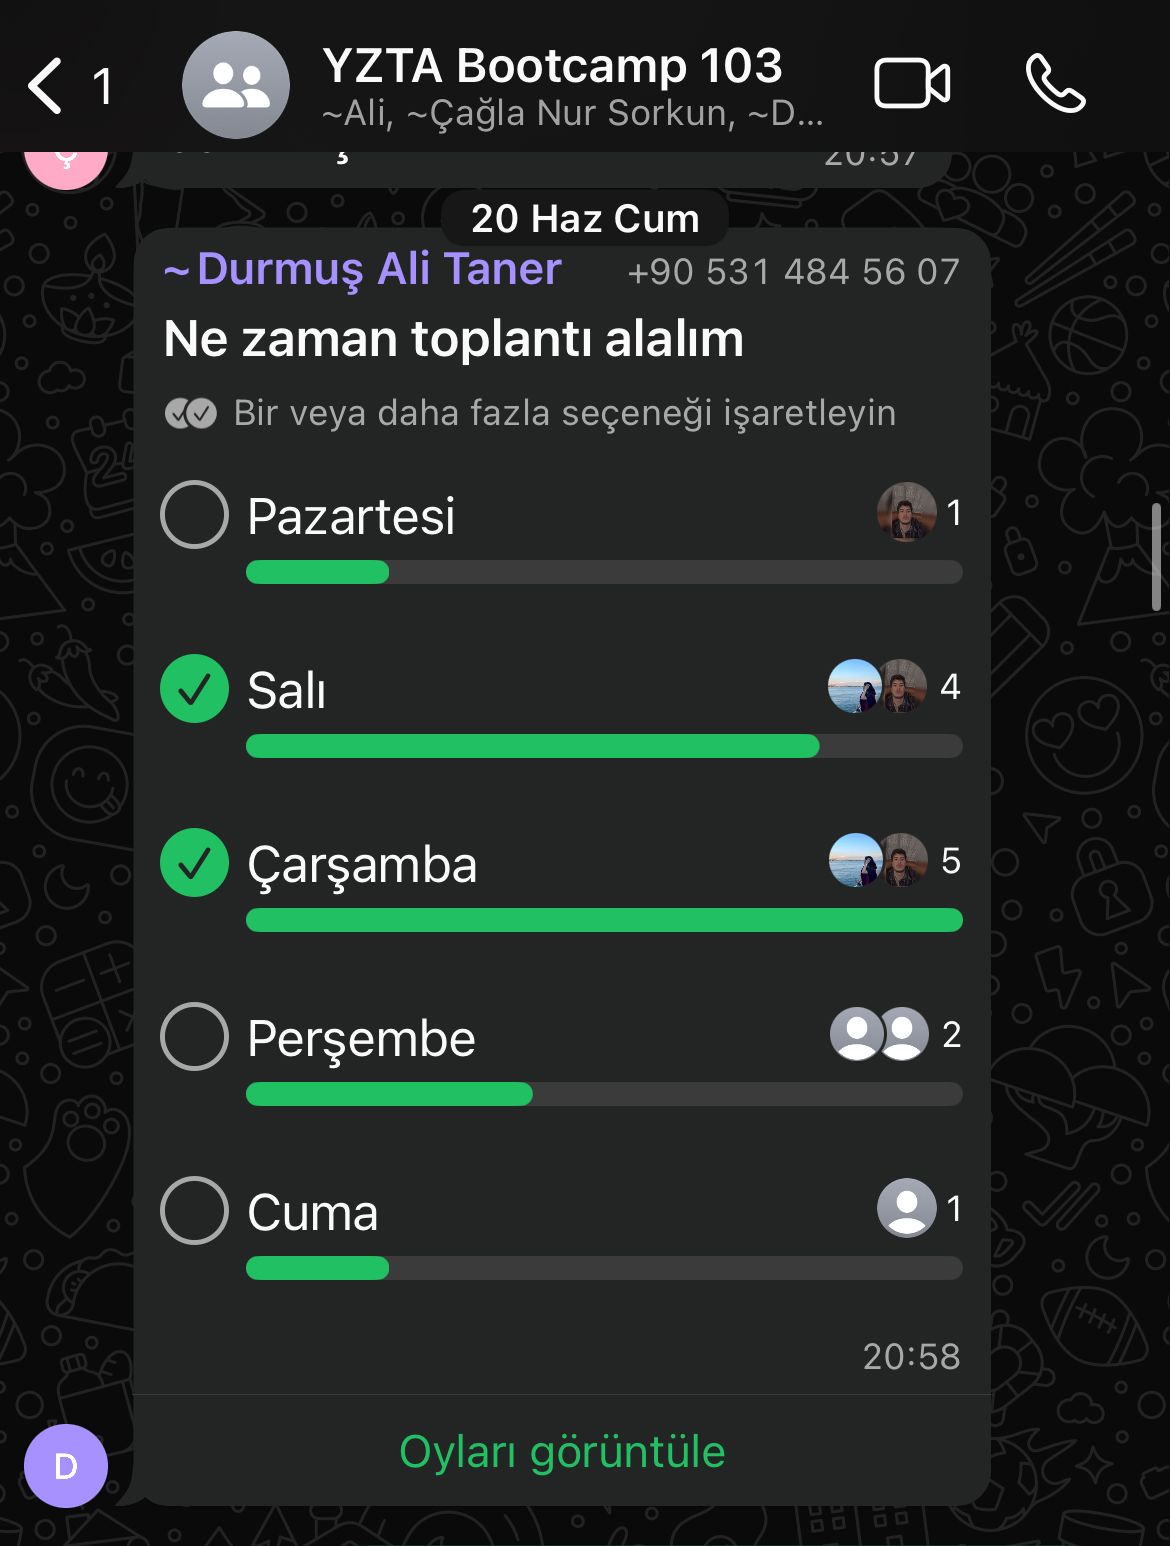 1
YZTA Bootcamp 103
~Ali, ~Çağla Nur Sorkun, ~D...
20:57
20 Haz Cum
~Durmuş Ali Taner +90 531 484 56 07
Ne zaman toplantı alalım
Bir veya daha fazla seçeneği işaretleyin
Pazartesi 1
Salı 4
Çarşamba 5
Perşembe 2
Cuma 1
20:58
Oyları görüntüle
D